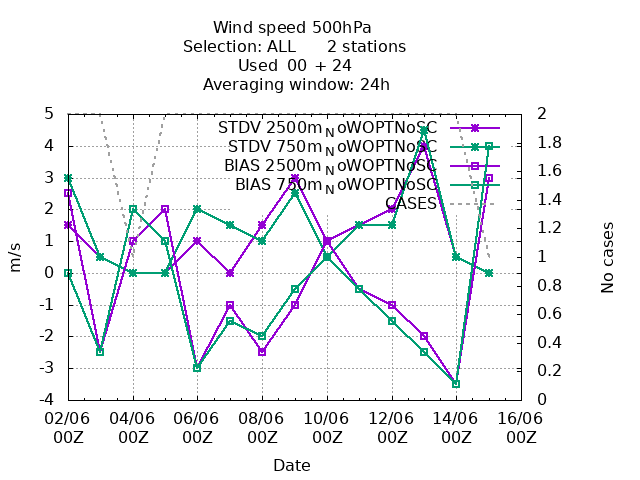 Wind speed 500hPa
Selection: ALL 2 stations
Used 00 + 24
Averaging window: 24h
STDV 2500m_NoWOPTNoSC
STDV 750m_NoWOPTNoSC
BIAS 2500m_NoWOPTNoSC
BIAS 750m_NoWOPTNoSC
CASES
5
4
3
2
1
0
-1
-2
-3
-4
m/s
2
1.8
1.6
1.4
1.2
1
0.8
0.6
0.4
0.2
0
No cases
02/06 04/06 06/06 08/06 10/06 12/06 14/06 16/06
00Z 00Z 00Z 00Z 00Z 00Z 00Z 00Z
Date